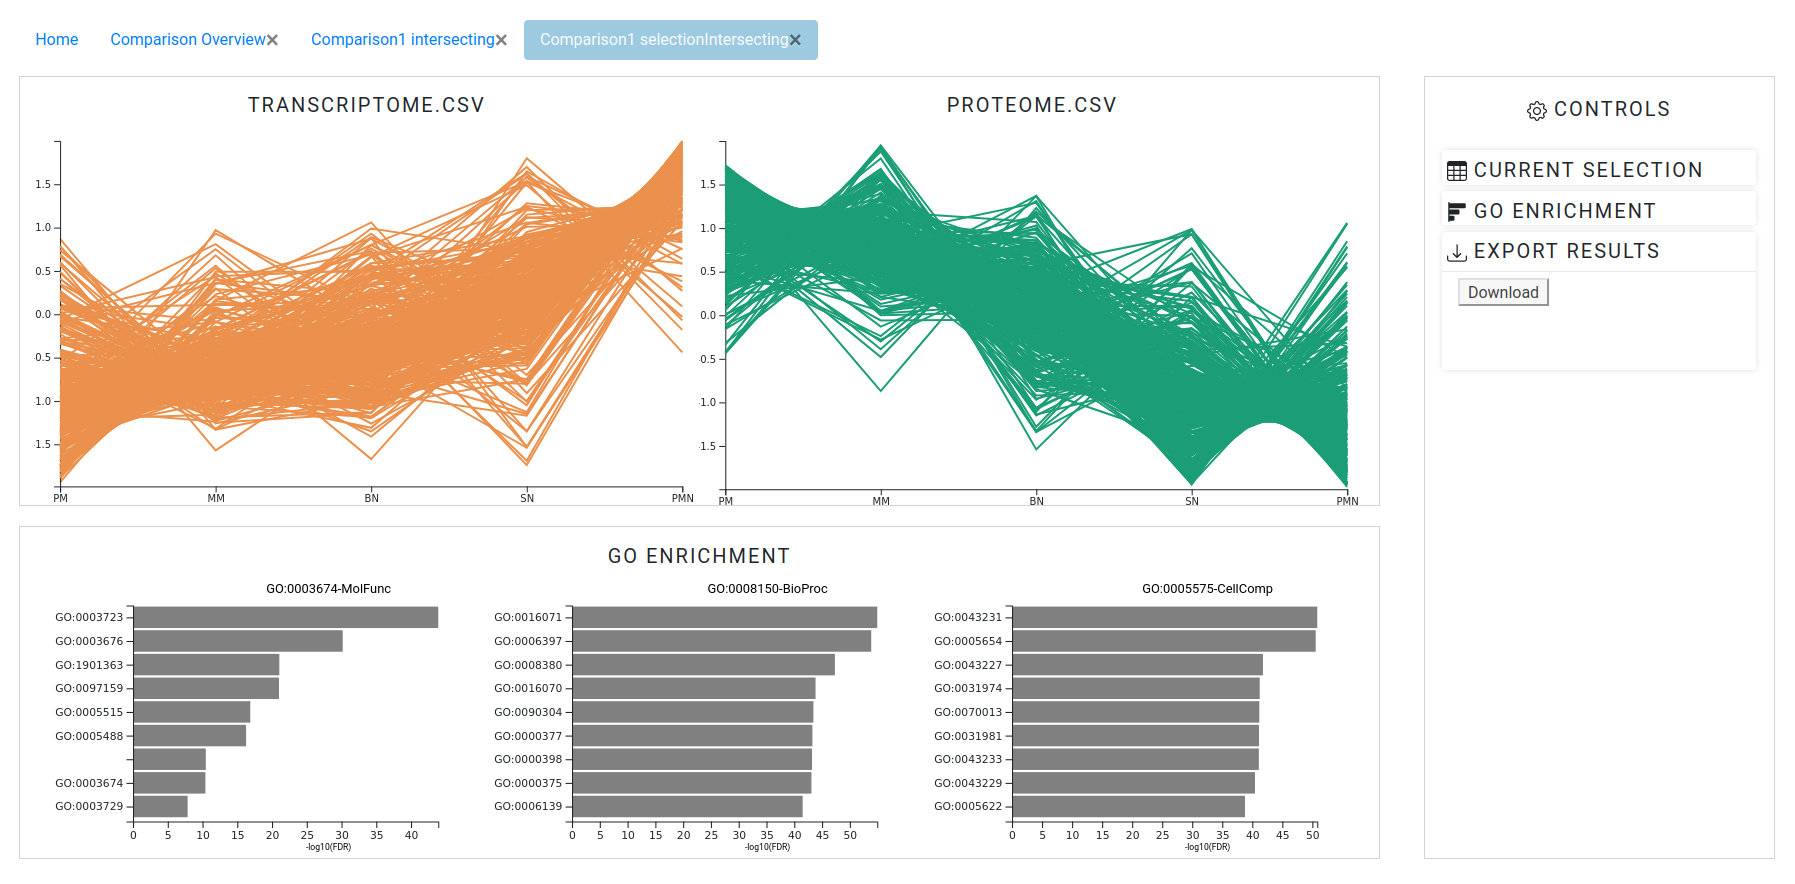 Home Comparison Overview× Comparison1 intersecting× Comparison1 selectionIntersecting×
TRANSCRIPTOME.CSV
1.5
1.0
0.5
0.0
0.5
1.0
1.5
PM MM BN SN PMN
PROTEOME.CSV
1.5
1.0
0.5
0.0
0.5
1.0
1.5
PM MM BN SN PMN
GO ENRICHMENT
GO:0003674-MolFunc
GO:0003723
GO:0003676
GO:1901363
GO:0097159
GO:0005515
GO:0005488
GO:0003674
GO:0003729
0 5 10 15 20 25 30 35 40
-log10(FDR)
GO:0008150-BioProc
GO:0016071
GO:0006397
GO:0008380
GO:0016070
GO:0090304
GO:0000377
GO:0000398
GO:0000375
GO:0006139
0 5 10 15 20 25 30 35 40 45 50
-log10(FDR)
GO:0005575-CellComp
GO:0043231
GO:0005654
GO:0043227
GO:0031974
GO:0070013
GO:0031981
GO:0043233
GO:0043229
GO:0005622
0 5 10 15 20 25 30 35 40 45 50
-log10(FDR)
CONTROLS
CURRENT SELECTION
GO ENRICHMENT
EXPORT RESULTS
Download